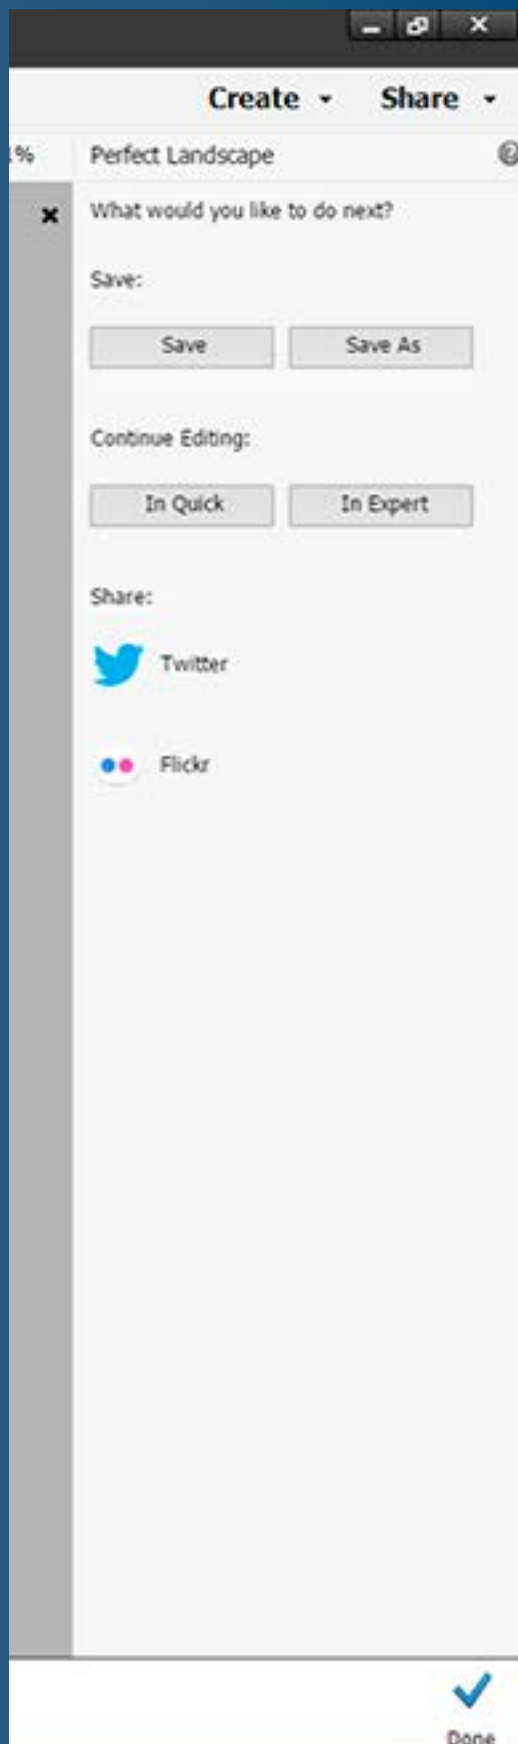 Create Share
% Perfect Landscape
What would you like to do next?
Save:
Save Save As
Continue Editing:
In Quick In Expert
Share:
Twitter
Flickr
Done